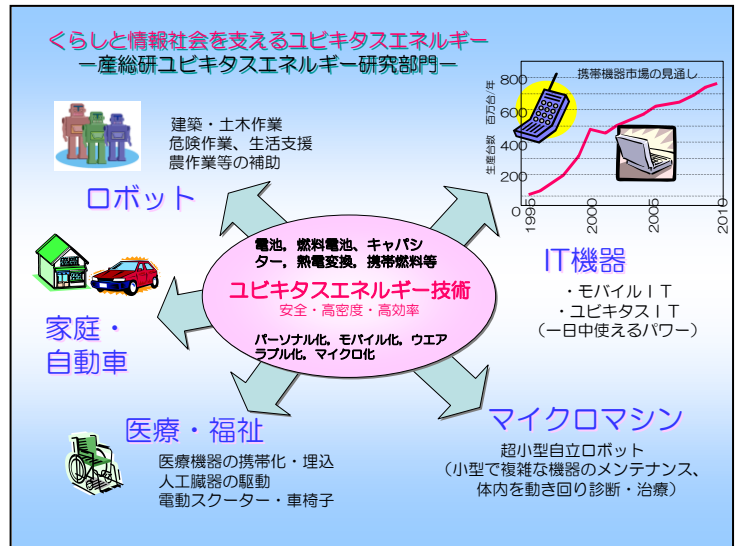 くらしと情報社会を支えるユビキタスエネルギー
－産総研ユビキタスエネルギー研究部門－
建築・土木作業
危険作業、生活支援
農作業等の補助
ロボット
携帯機器市場の見通し
生産台数 百万台/年
800
600
400
200
0
1995
2000
2005
2010
IT機器
・モバイルＩＴ
・ユビキタスＩＴ
（一日中使えるパワー）
電池，燃料電池、キャパシ
ター，熱電変換，携帯燃料等
ユビキタスエネルギー技術
安全・高密度・高効率
パーソナル化，モバイル化，ウエア
ラブル化，マイクロ化
家庭・
自動車
医療・福祉
医療機器の携帯化・埋込
人工臓器の駆動
電動スクーター・車椅子
マイクロマシン
超小型自立ロボット
（小型で複雑な機器のメンテナンス、
体内を動き回り診断・治療）